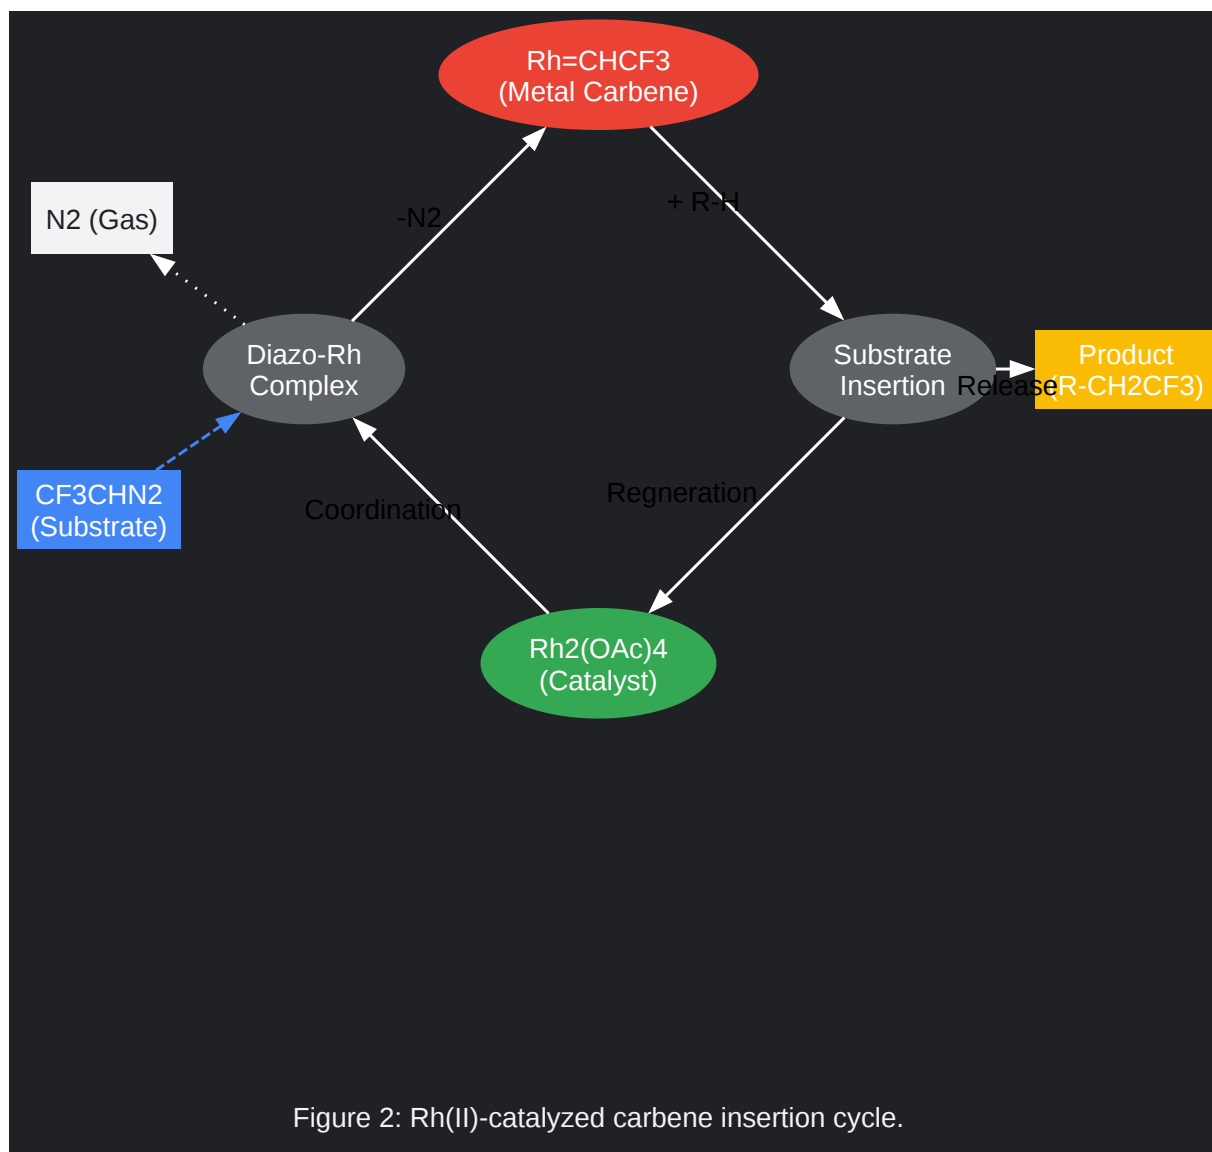 Rh=CHCF3
(Metal Carbene)
N2 (Gas)
-N2
+ R-H
Diazo-Rh
Complex
Substrate
Insertion
Release
Product
(R-CH2CF3)
CF3CHN2
(Substrate)
Coordination
Regneration
Rh2(OAc)4
(Catalyst)
Figure 2: Rh(II)-catalyzed carbene insertion cycle.